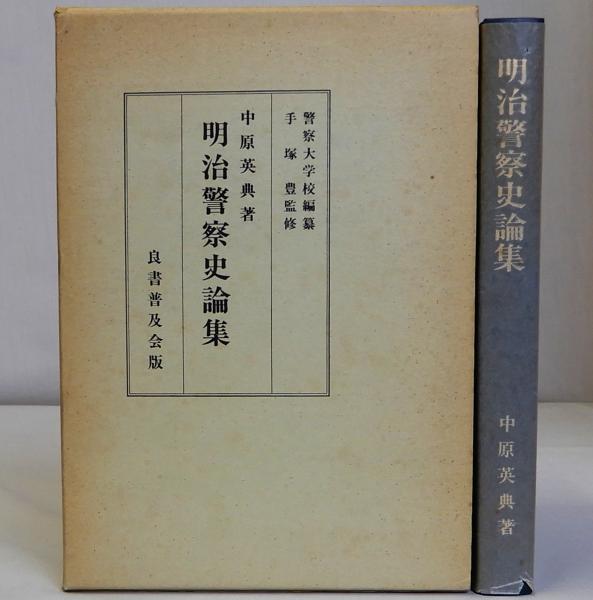 警察大学校編纂
手塚豊監修
中原英典著
明治警察史論集
良書普及会版
明治警察史論集
中原英典著